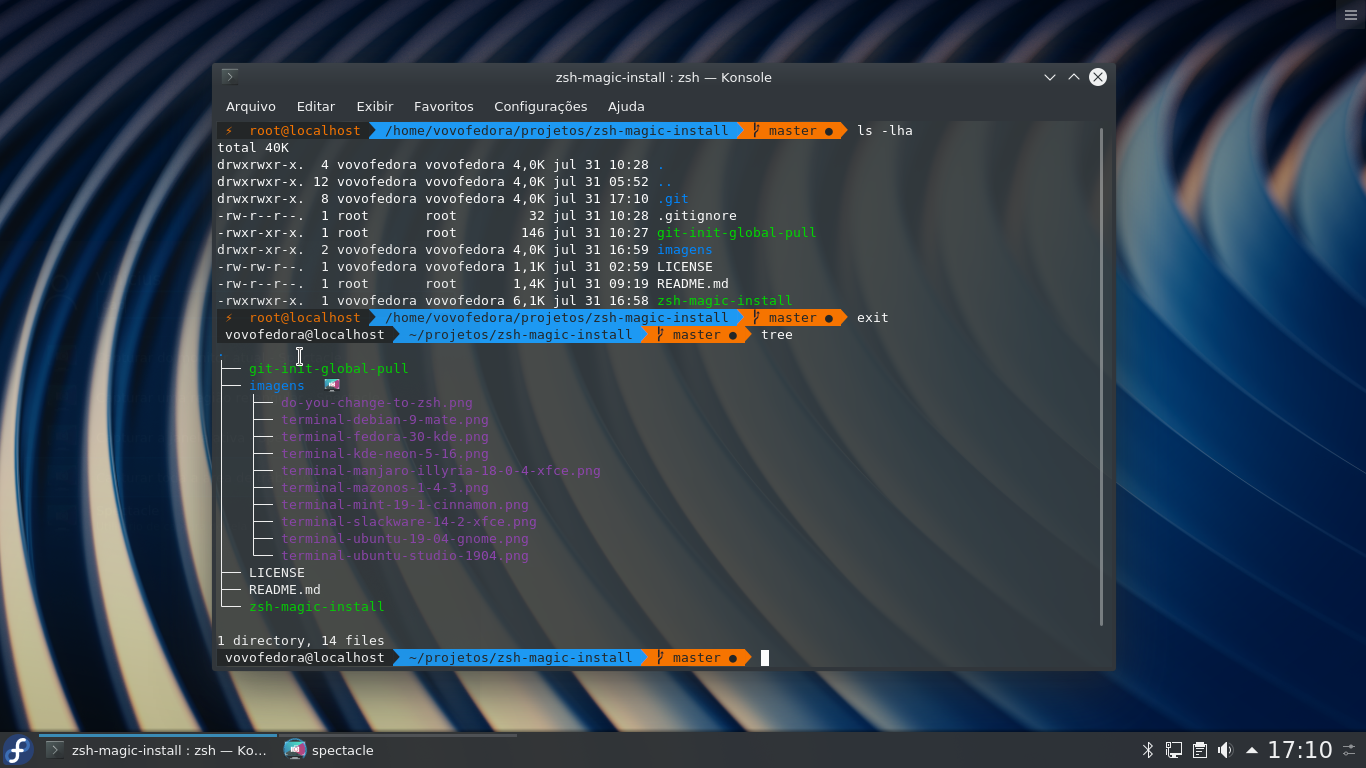 zsh-magic-install : zsh — Konsole
Arquivo Editar Exibir Favoritos Configurações Ajuda
⚡ root@localhost /home/vovofedora/projetos/zsh-magic-install master ● ls -lha
total 40K
drwxrwxr-x. 4 vovofedora vovofedora 4,0K jul 31 10:28 .
drwxrwxr-x. 12 vovofedora vovofedora 4,0K jul 31 05:52 ..
drwxrwxr-x. 8 vovofedora vovofedora 4,0K jul 31 17:10 .git
-rw-r--r--. 1 root root 32 jul 31 10:28 .gitignore
-rwxr-xr-x. 1 root root 146 jul 31 10:27 git-init-global-pull
drwxr-xr-x. 2 vovofedora vovofedora 4,0K jul 31 16:59 imagens
-rw-rw-r--. 1 vovofedora vovofedora 1,1K jul 31 02:59 LICENSE
-rw-r--r--. 1 root root 1,4K jul 31 09:19 README.md
-rwxrwxr-x. 1 vovofedora vovofedora 6,1K jul 31 16:58 zsh-magic-install
⚡ root@localhost /home/vovofedora/projetos/zsh-magic-install master ● exit
vovofedora@localhost ~/projetos/zsh-magic-install master ● tree
.
├── git-init-global-pull
├── imagens
│   ├── do-you-change-to-zsh.png
│   ├── terminal-debian-9-mate.png
│   ├── terminal-fedora-30-kde.png
│   ├── terminal-kde-neon-5-16.png
│   ├── terminal-manjaro-illyria-18-0-4-xfce.png
│   ├── terminal-mazonos-1-4-3.png
│   ├── terminal-mint-19-1-cinnamon.png
│   ├── terminal-slackware-14-2-xfce.png
│   ├── terminal-ubuntu-19-04-gnome.png
│   └── terminal-ubuntu-studio-1904.png
├── LICENSE
├── README.md
└── zsh-magic-install
1 directory, 14 files
vovofedora@localhost ~/projetos/zsh-magic-install master ●
zsh-magic-install : zsh — Ko... spectacle 17:10